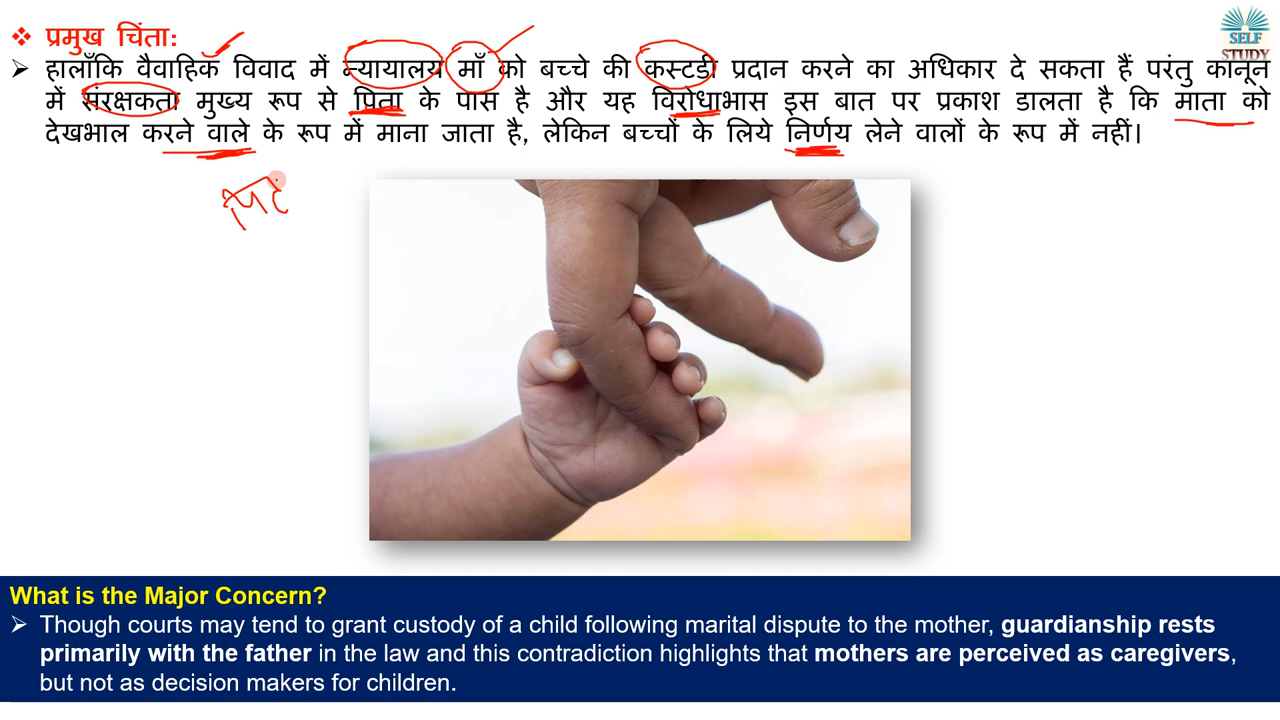 ❖ प्रमुख चिंता:
SELF
STUDY
➢ हालाँकि वैवाहिक विवाद में न्यायालय माँ को बच्चे की कस्टडी प्रदान करने का अधिकार दे सकता हैं परंतु कानून
में संरक्षकता मुख्य रूप से पिता के पास है और यह विरोधाभास इस बात पर प्रकाश डालता है कि माता को
देखभाल करने वाले के रूप में माना जाता है, लेकिन बच्चों के लिये निर्णय लेने वालों के रूप में नहीं।
What is the Major Concern?
➢ Though courts may tend to grant custody of a child following marital dispute to the mother, guardianship rests
primarily with the father in the law and this contradiction highlights that mothers are perceived as caregivers,
but not as decision makers for children.